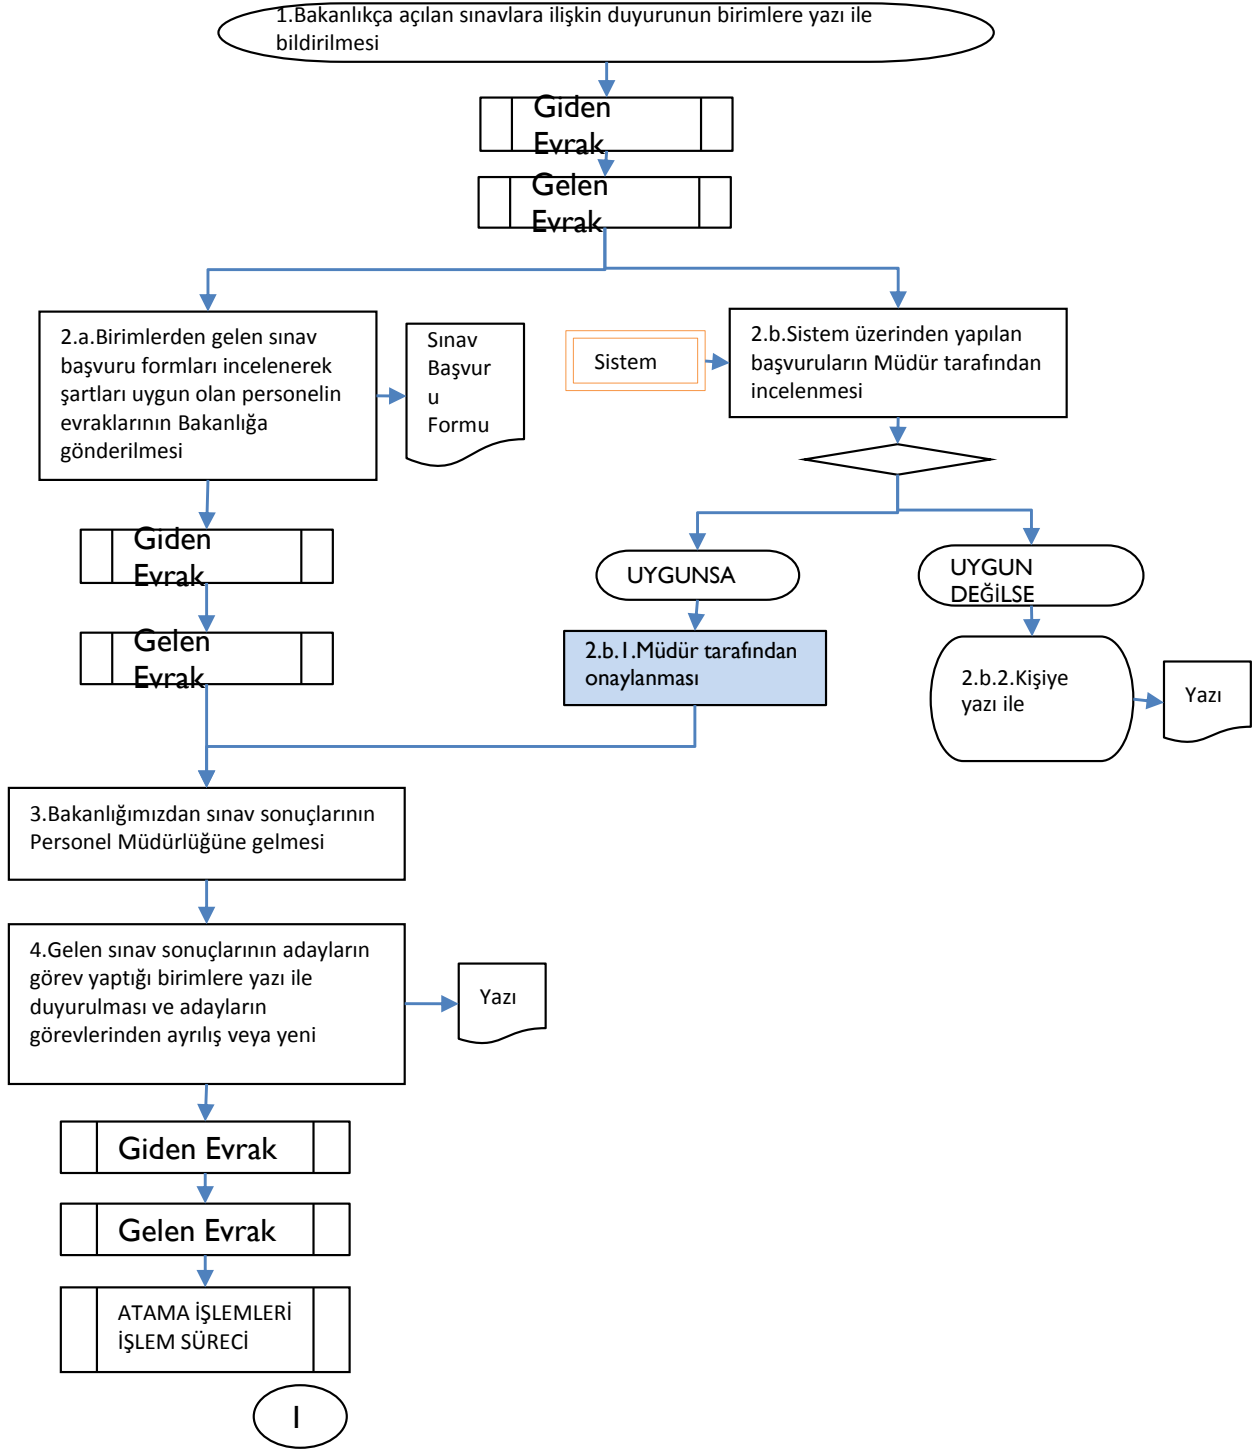 1.Bakanlıkça açılan sınavlara ilişkin duyurunun birimlere yazı ile
bildirilmesi
Giden
Evrak
Gelen
Evrak
2.a.Birimlerden gelen sınav
başvuru formları incelenerek
şartları uygun olan personelin
evraklarının Bakanlığa
gönderilmesi
Sınav
Başvur
u
Formu
Sistem
2.b.Sistem üzerinden yapılan
başvuruların Müdür tarafından
incelenmesi
Giden
Evrak
Gelen
Evrak
UYGUNSA
UYGUN
DEĞİLSE
2.b.1.Müdür tarafından
onaylanması
2.b.2.Kişiye
yazı ile
Yazı
3.Bakanlığımızdan sınav sonuçlarının
Personel Müdürlüğüne gelmesi
4.Gelen sınav sonuçlarının adayların
görev yaptığı birimlere yazı ile
duyurulması ve adayların
görevlerinden ayrılış veya yeni
Yazı
Giden Evrak
Gelen Evrak
ATAMA İŞLEMLERİ
İŞLEM SÜRECİ
1